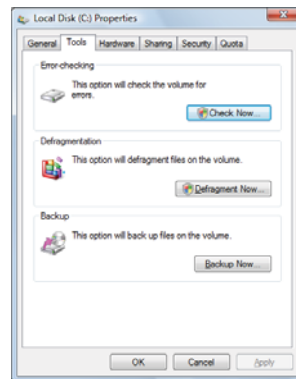 Local Disk (C:) Properties
General Tools Hardware Sharing Security Quota
Error-checking
This option will check the volume for
errors.
Check Now...
Defragmentation
This option will defragment files on the volume.
Defragment Now...
Backup
This option will back up files on the volume.
Backup Now...
OK Cancel Apply